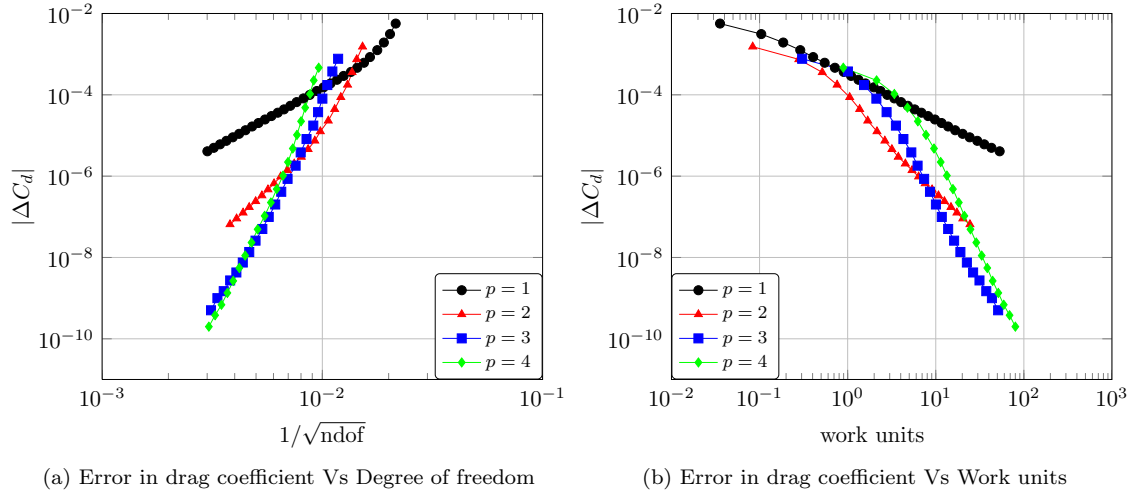 10^{−2}
10^{−4}
10^{−6}
10^{−8}
10^{−10}
|ΔC_d|
p = 1
p = 2
p = 3
p = 4
10^{−3} 10^{−2} 10^{−1}
1/√ndof
(a) Error in drag coefficient Vs Degree of freedom
10^{−2}
10^{−4}
10^{−6}
10^{−8}
10^{−10}
|ΔC_d|
p = 1
p = 2
p = 3
p = 4
10^{−2} 10^{−1} 10^{0} 10^{1} 10^{2} 10^{3}
work units
(b) Error in drag coefficient Vs Work units